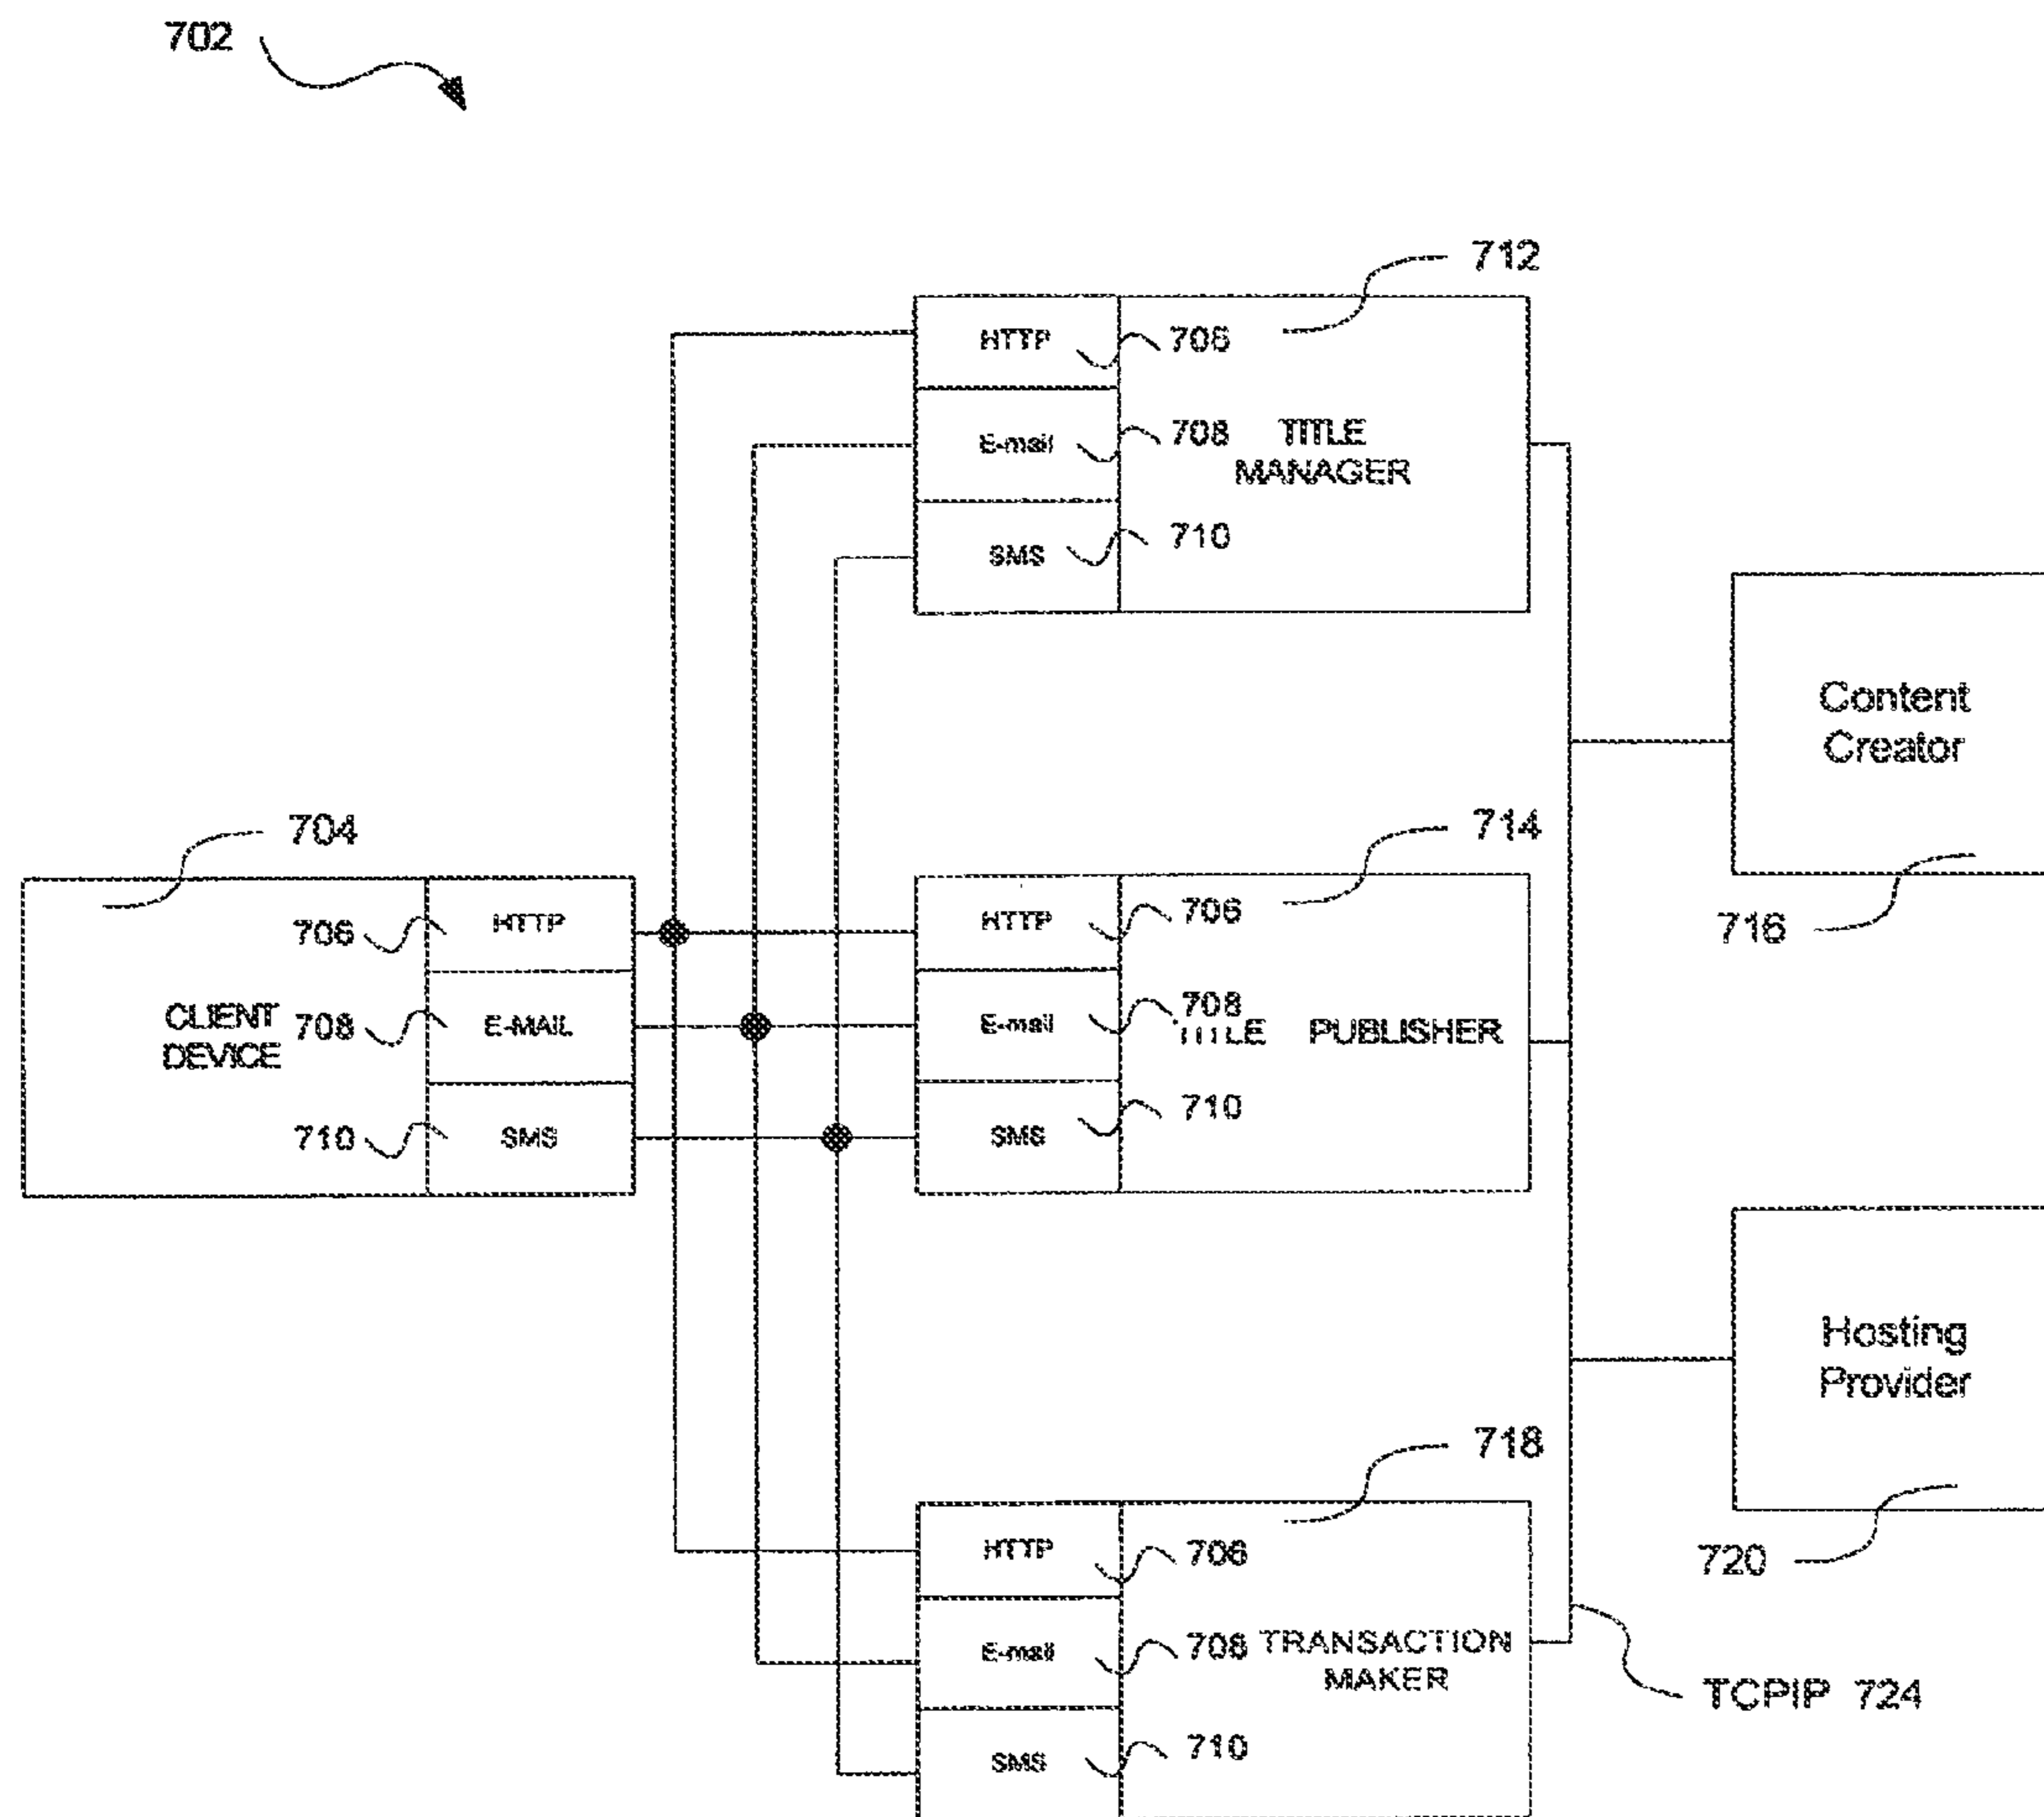 702
712
HTTP 706
E-mail 708 TITLE
MANAGER
SMS 710
Content
Creator
716
704
714
706 HTTP
HTTP 706
CLIENT
DEVICE
708 E-MAIL
E-mail 708
TITLE PUBLISHER
710 SMS
SMS 710
Hosting
Provider
720
718
HTTP 706
E-mail 708 TRANSACTION
MAKER
SMS 710
TCPIP 724